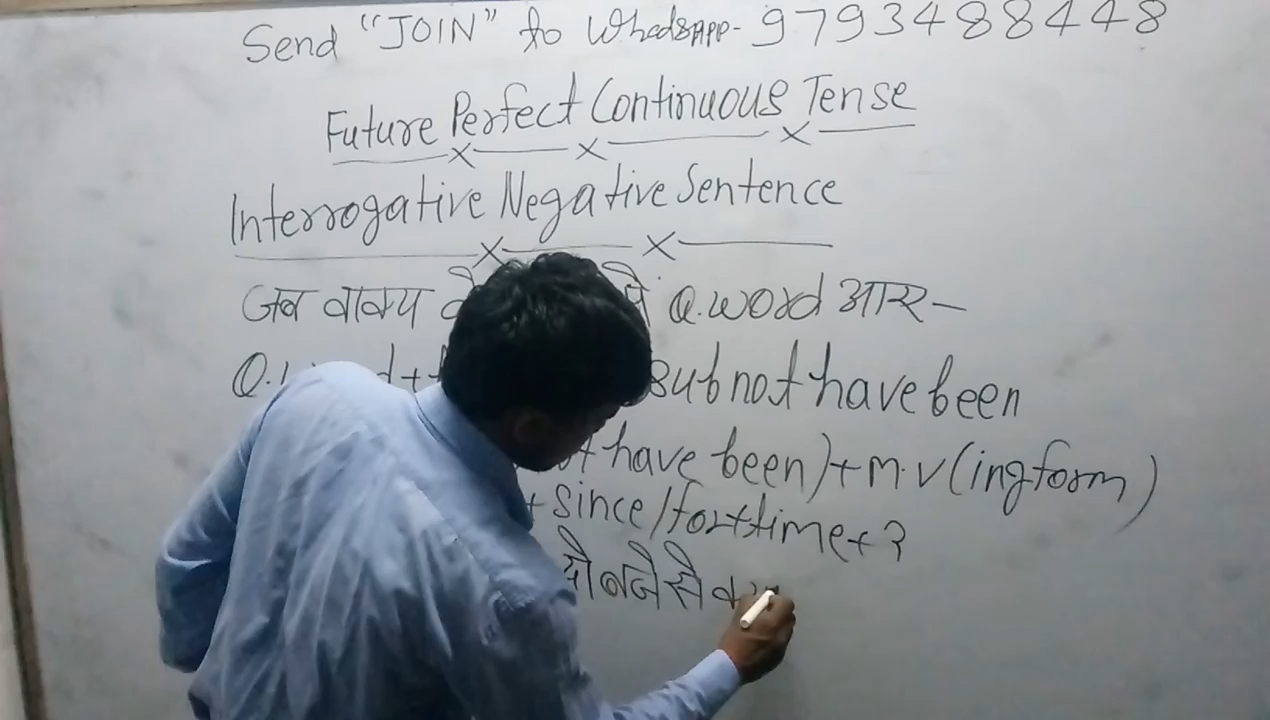 Send “JOIN” to WhatsAPP-9793488448
Future Perfect Continuous Tense
Interrogative Negative Sentence
जब वाक्य में Q.word आए-
sub not have been
have been)+m.v(ing form)
+ since/for+time+?
दो बजे से